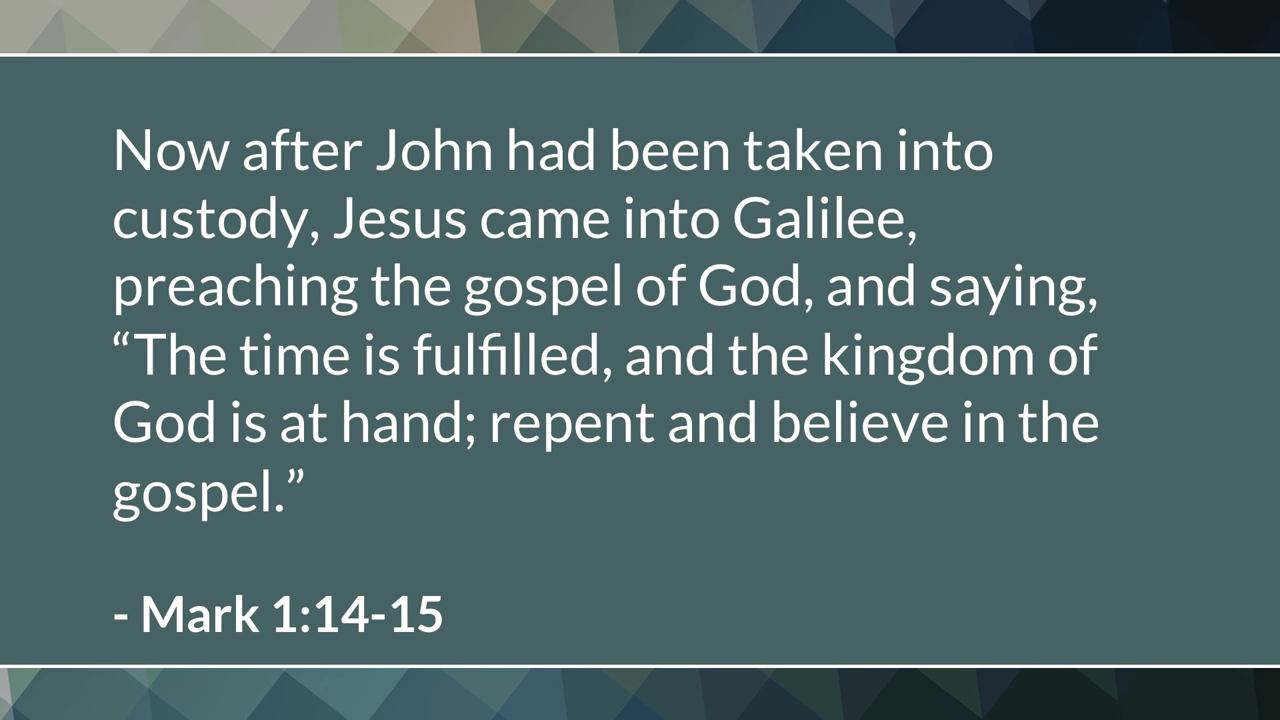 Now after John had been taken into
custody, Jesus came into Galilee,
preaching the gospel of God, and saying,
“The time is fulfilled, and the kingdom of
God is at hand; repent and believe in the
gospel.”
- Mark 1:14-15